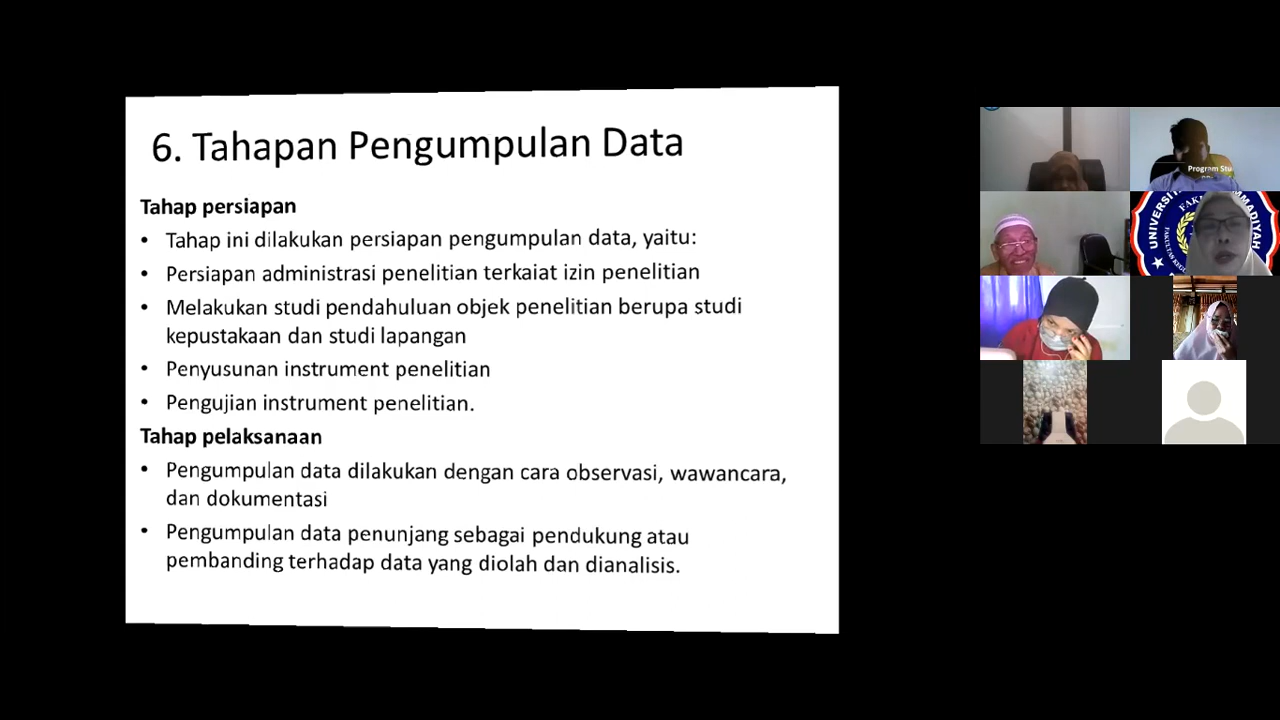 6. Tahapan Pengumpulan Data
Tahap persiapan
• Tahap ini dilakukan persiapan pengumpulan data, yaitu:
• Persiapan administrasi penelitian terkaiat izin penelitian
• Melakukan studi pendahuluan objek penelitian berupa studi
kepustakaan dan studi lapangan
• Penyusunan instrument penelitian
• Pengujian instrument penelitian.
Tahap pelaksanaan
• Pengumpulan data dilakukan dengan cara observasi, wawancara,
dan dokumentasi
• Pengumpulan data penunjang sebagai pendukung atau
pembanding terhadap data yang diolah dan dianalisis.
Program Stu
UNIVERSITA
MMADIYAH
FAK